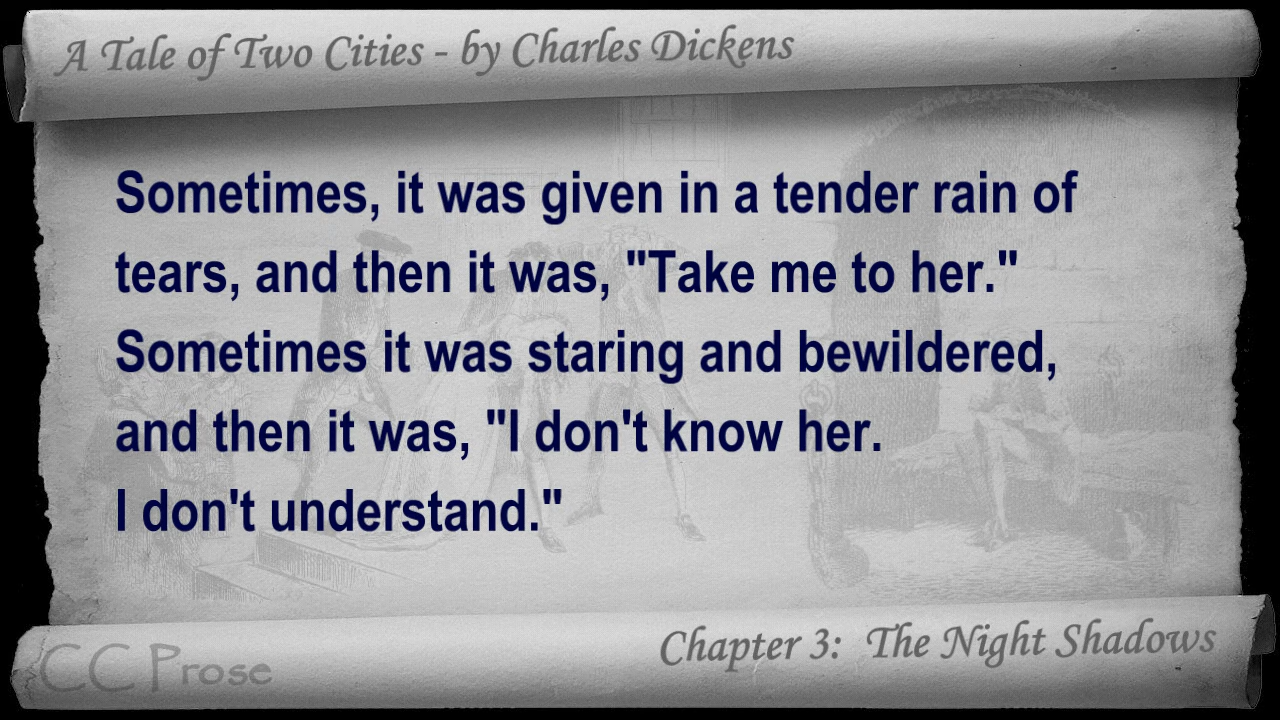 A Tale of Two Cities - by Charles Dickens
Sometimes, it was given in a tender rain of
tears, and then it was, "Take me to her."
Sometimes it was staring and bewildered,
and then it was, "I don't know her.
I don't understand."
Chapter 3: The Night Shadows
CC Prose